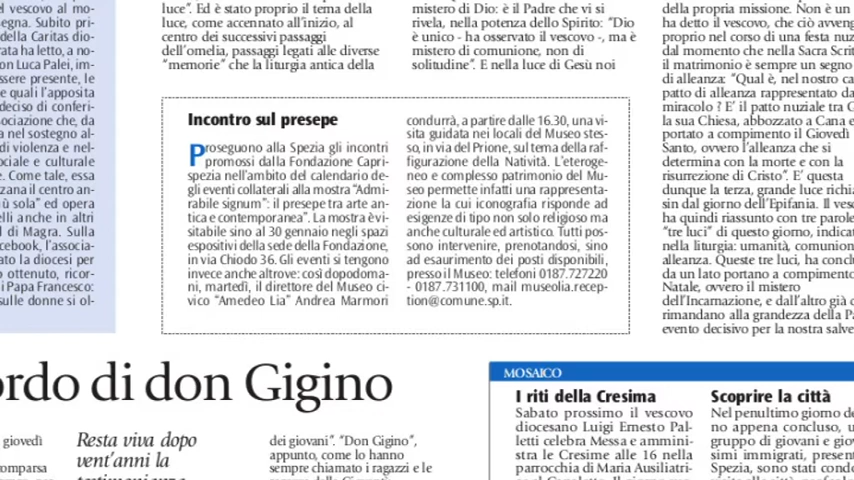 el vescovo al mo-
segna. Subito pri-
della Caritas dio-
rata ha letto, a no-
on Luca Palei, im-
ssere presente, le
e quali l'apposita
deciso di conferi-
sociazione che, da
a nel sostegno al-
di violenza e nel-
ociale e culturale
e. Come tale, essa
zana il centro an-
ù sola" ed opera
elli anche in altri
l di Magra. Sulla
cebook, l'associa-
ato la diocesi per
o ottenuto, ricor-
i Papa Francesco:
sulle donne si ol-
luce". Ed è stato proprio il tema della
luce, come accennato all'inizio, al
centro dei successivi passaggi
dell'omelia, passaggi legati alle diverse
"memorie" che la liturgia antica della
mistero di Dio: è il Padre che vi si
rivela, nella potenza dello Spirito: "Dio
è unico - ha osservato il vescovo -, ma è
mistero di comunione, non di
solitudine". E nella luce di Gesù noi
della propria missione. Non è un
ha detto il vescovo, che ciò avveng
proprio nel corso di una festa nuz
dal momento che nella Sacra Scrit
il matrimonio è sempre un segno
di alleanza: "Qual è, nel nostro ca
patto di alleanza rappresentato da
miracolo ? E' il patto nuziale tra G
la sua Chiesa, abbozzato a Cana e
portato a compimento il Giovedì
Santo, ovvero l'alleanza che si
determina con la morte e con la
risurrezione di Cristo". E' questa
dunque la terza, grande luce richia
sin dal giorno dell'Epifania. Il vesc
ha quindi riassunto con tre parole
"tre luci" di questo giorno, indicat
nella liturgia: umanità, comunion
alleanza. Queste tre luci, ha conclu
da un lato portano a compimento
Natale, ovvero il mistero
dell'Incarnazione, e dall'altro già c
rimandano alla grandezza della Pa
evento decisivo per la nostra salve
Incontro sul presepe
Proseguono alla Spezia gli incontri
promossi dalla Fondazione Capri-
spezia nell'ambito del calendario de-
gli eventi collaterali alla mostra "Admi-
rabile signum": il presepe tra arte an-
tica e contemporanea". La mostra è vi-
sitabile sino al 30 gennaio negli spazi
espositivi della sede della Fondazione,
in via Chiodo 36. Gli eventi si tengono
invece anche altrove: così dopodoma-
ni, martedì, il direttore del Museo ci-
vico "Amedeo Lia" Andrea Marmori
condurrà, a partire dalle 16.30, una vi-
sita guidata nei locali del Museo stes-
so, in via del Prione, sul tema della raf-
figurazione della Natività. L'eteroge-
neo e complesso patrimonio del Mu-
seo permette infatti una rappresenta-
zione la cui iconografia risponde ad
esigenze di tipo non solo religioso ma
anche culturale ed artistico. Tutti pos-
sono intervenire, prenotandosi, sino
ad esaurimento dei posti disponibili,
presso il Museo: telefoni 0187.727220
- 0187.731100, mail museolia.recep-
tion@comune.sp.it.
ordo di don Gigino
giovedì
comparsa
Resta viva dopo
vent'anni la
testimonianza
dei giovani". "Don Gigino",
appunto, come lo hanno
sempre chiamato i ragazzi e le
MOSAICO
I riti della Cresima
Sabato prossimo il vescovo
diocesano Luigi Ernesto Pal-
letti celebra Messa e ammini-
stra le Cresime alle 16 nella
parrocchia di Maria Ausiliatri-
Scoprire la città
Nel penultimo giorno de
no appena concluso, u
gruppo di giovani e giov
simi immigrati, present
Spezia, sono stati condo